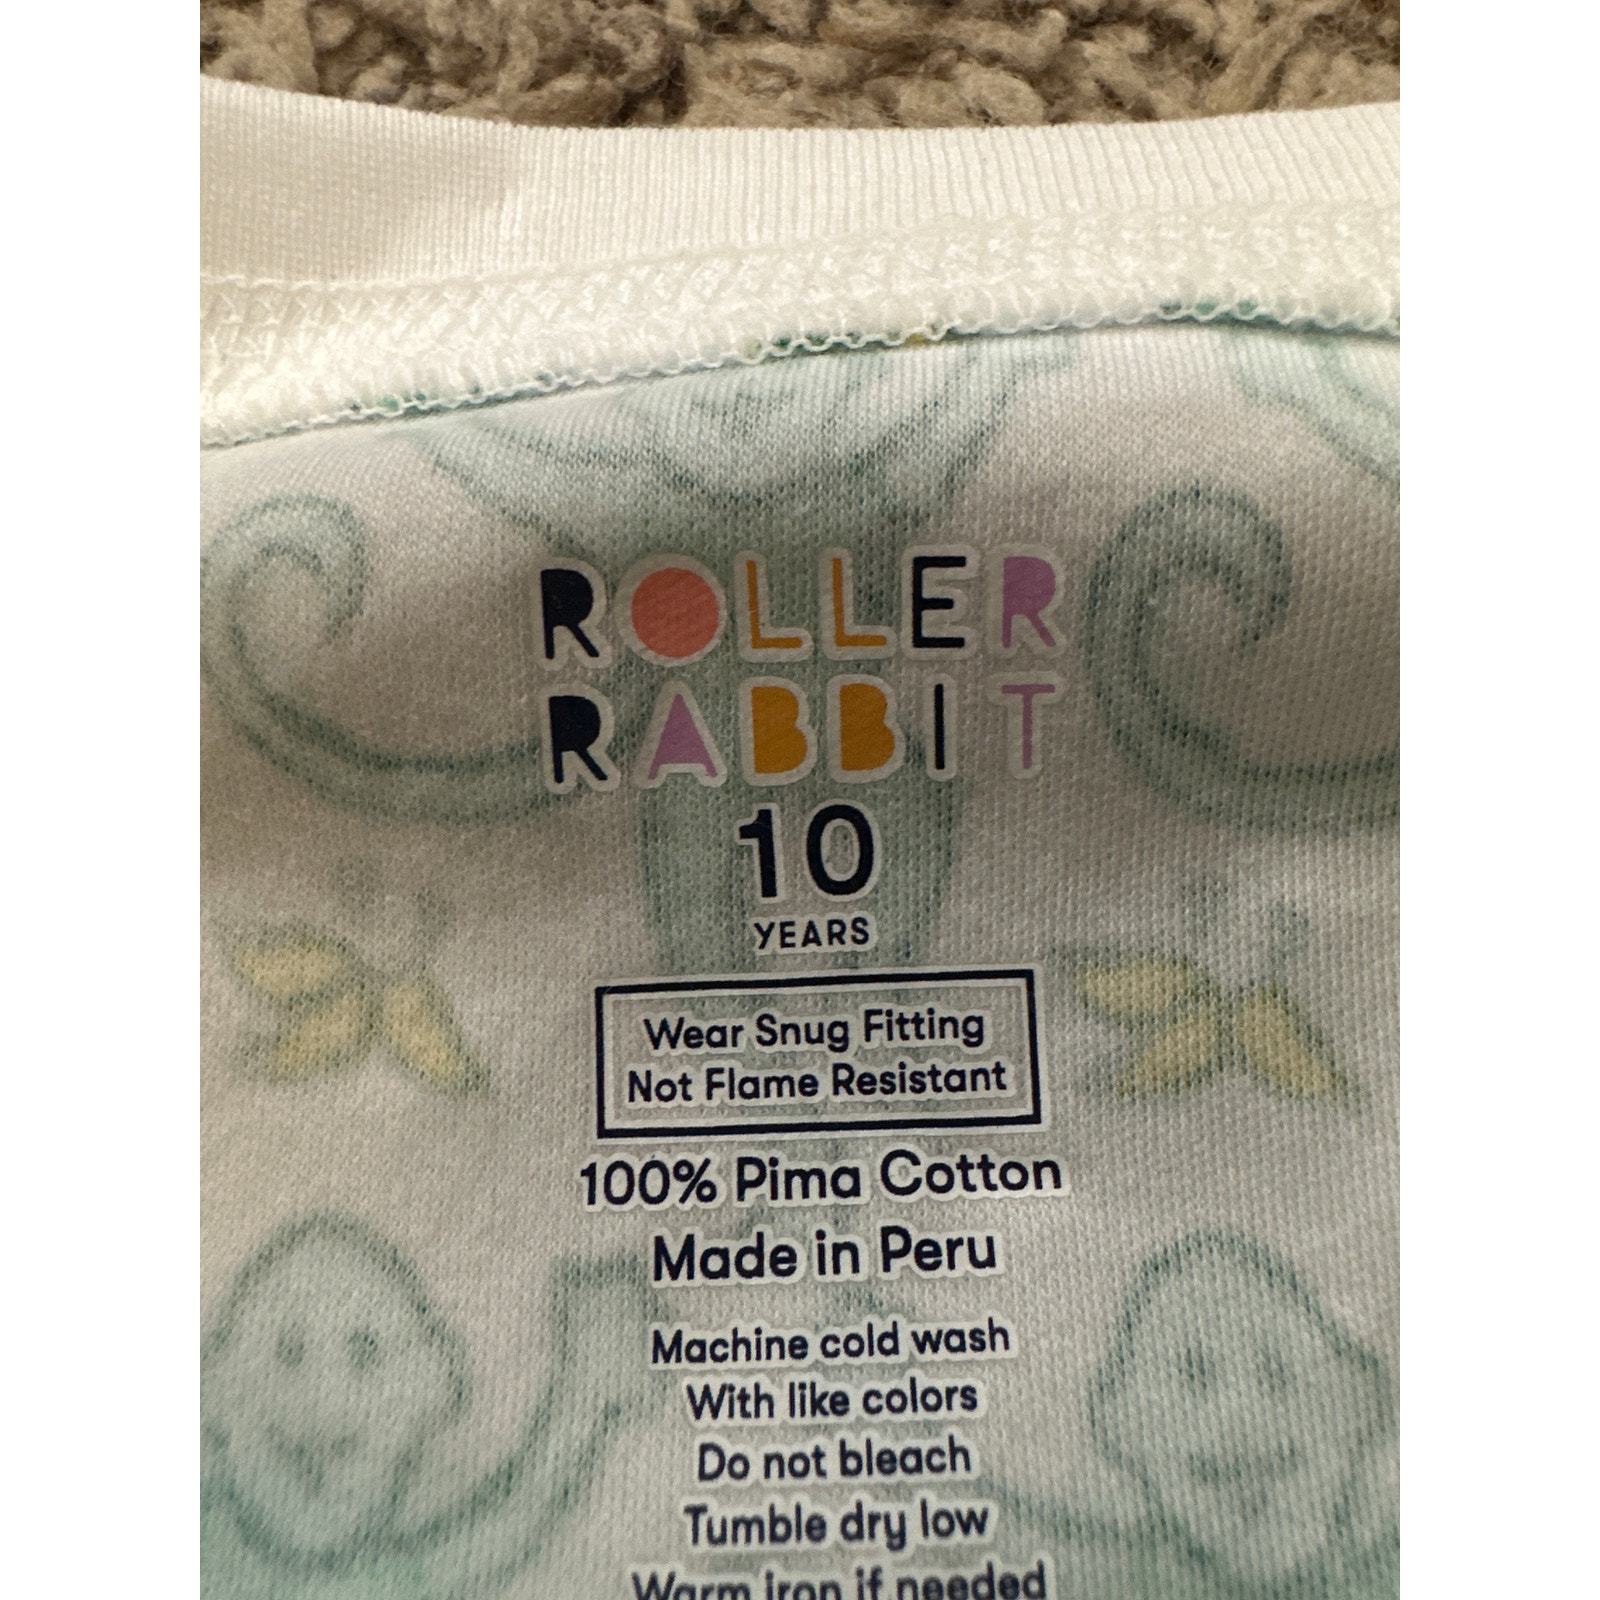 ROLLER
RABBIT
10
YEARS
Wear Snug Fitting
Not Flame Resistant
100% Pima Cotton
Made in Peru
Machine cold wash
With like colors
Do not bleach
Tumble dry low
Warm iron if needed